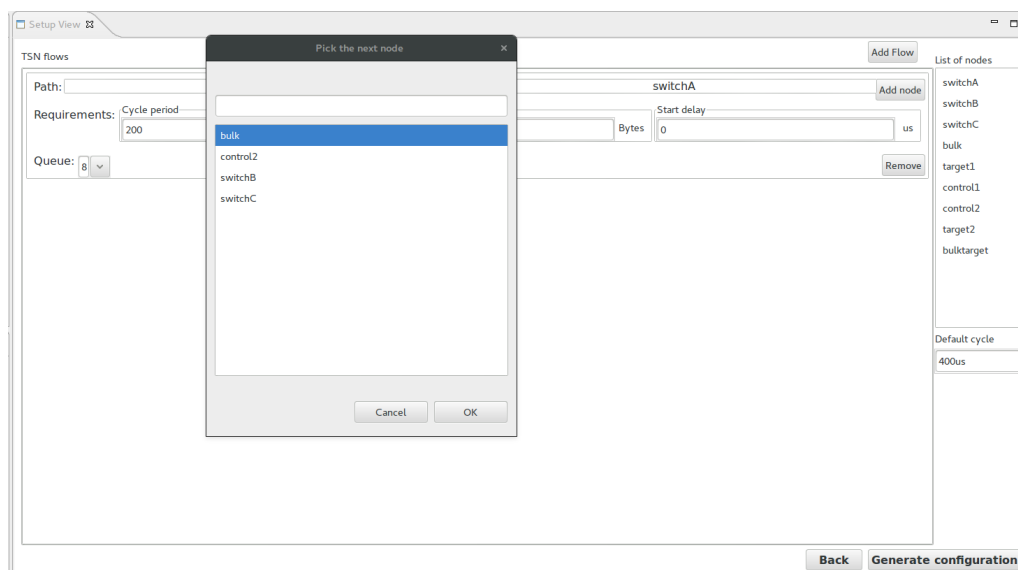 Setup View
Pick the next node
TSN flows
Add Flow
List of nodes
Path:
switchA
Add node
Requirements:
Cycle period
200
Bytes
Start delay
0
us
Queue:
8
Remove
bulk
control2
switchB
switchC
Cancel
OK
switchA
switchB
switchC
bulk
target1
control1
control2
target2
bulktarget
Default cycle
400us
Back
Generate configuration